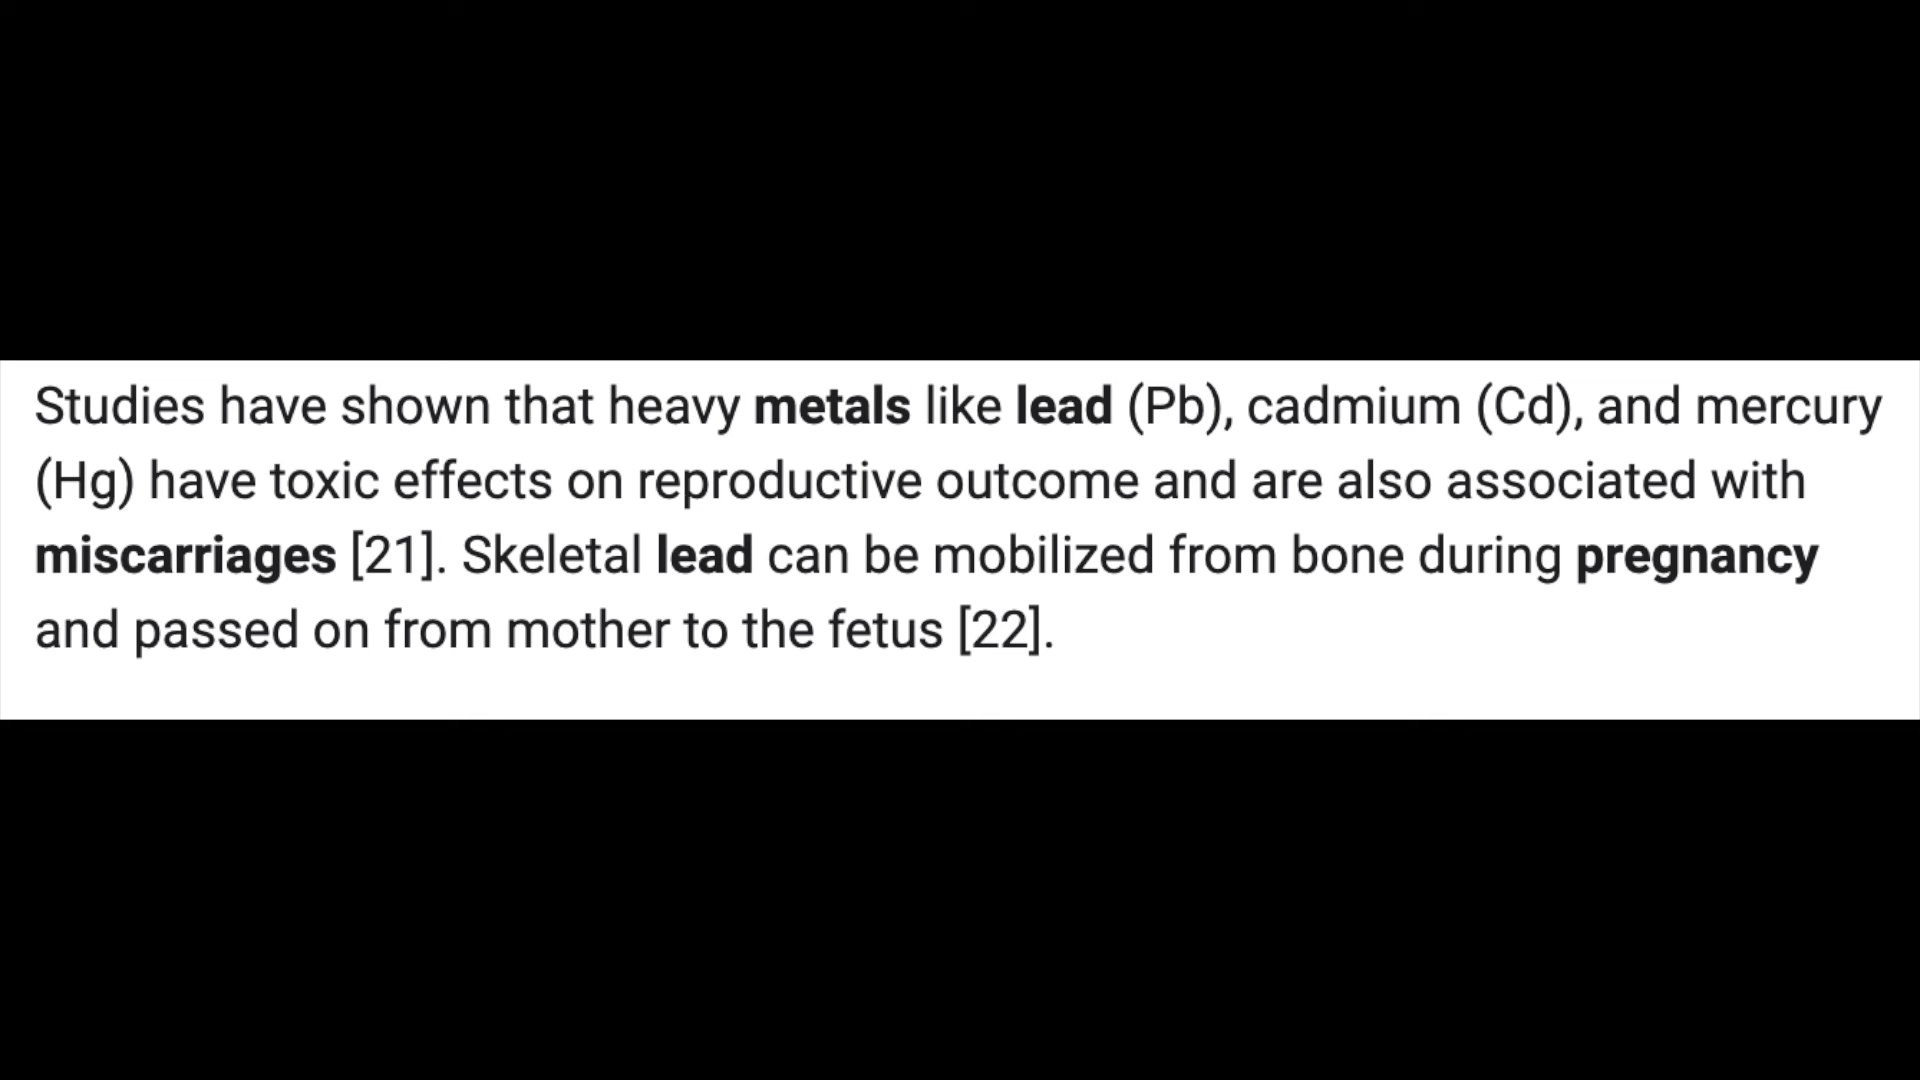 Studies have shown that heavy metals like lead (Pb), cadmium (Cd), and mercury
(Hg) have toxic effects on reproductive outcome and are also associated with
miscarriages [21]. Skeletal lead can be mobilized from bone during pregnancy
and passed on from mother to the fetus [22].